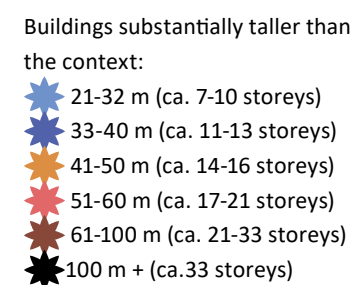 Buildings substantially taller than
the context:
21-32 m (ca. 7-10 storeys)
33-40 m (ca. 11-13 storeys)
41-50 m (ca. 14-16 storeys)
51-60 m (ca. 17-21 storeys)
61-100 m (ca. 21-33 storeys)
100 m + (ca.33 storeys)